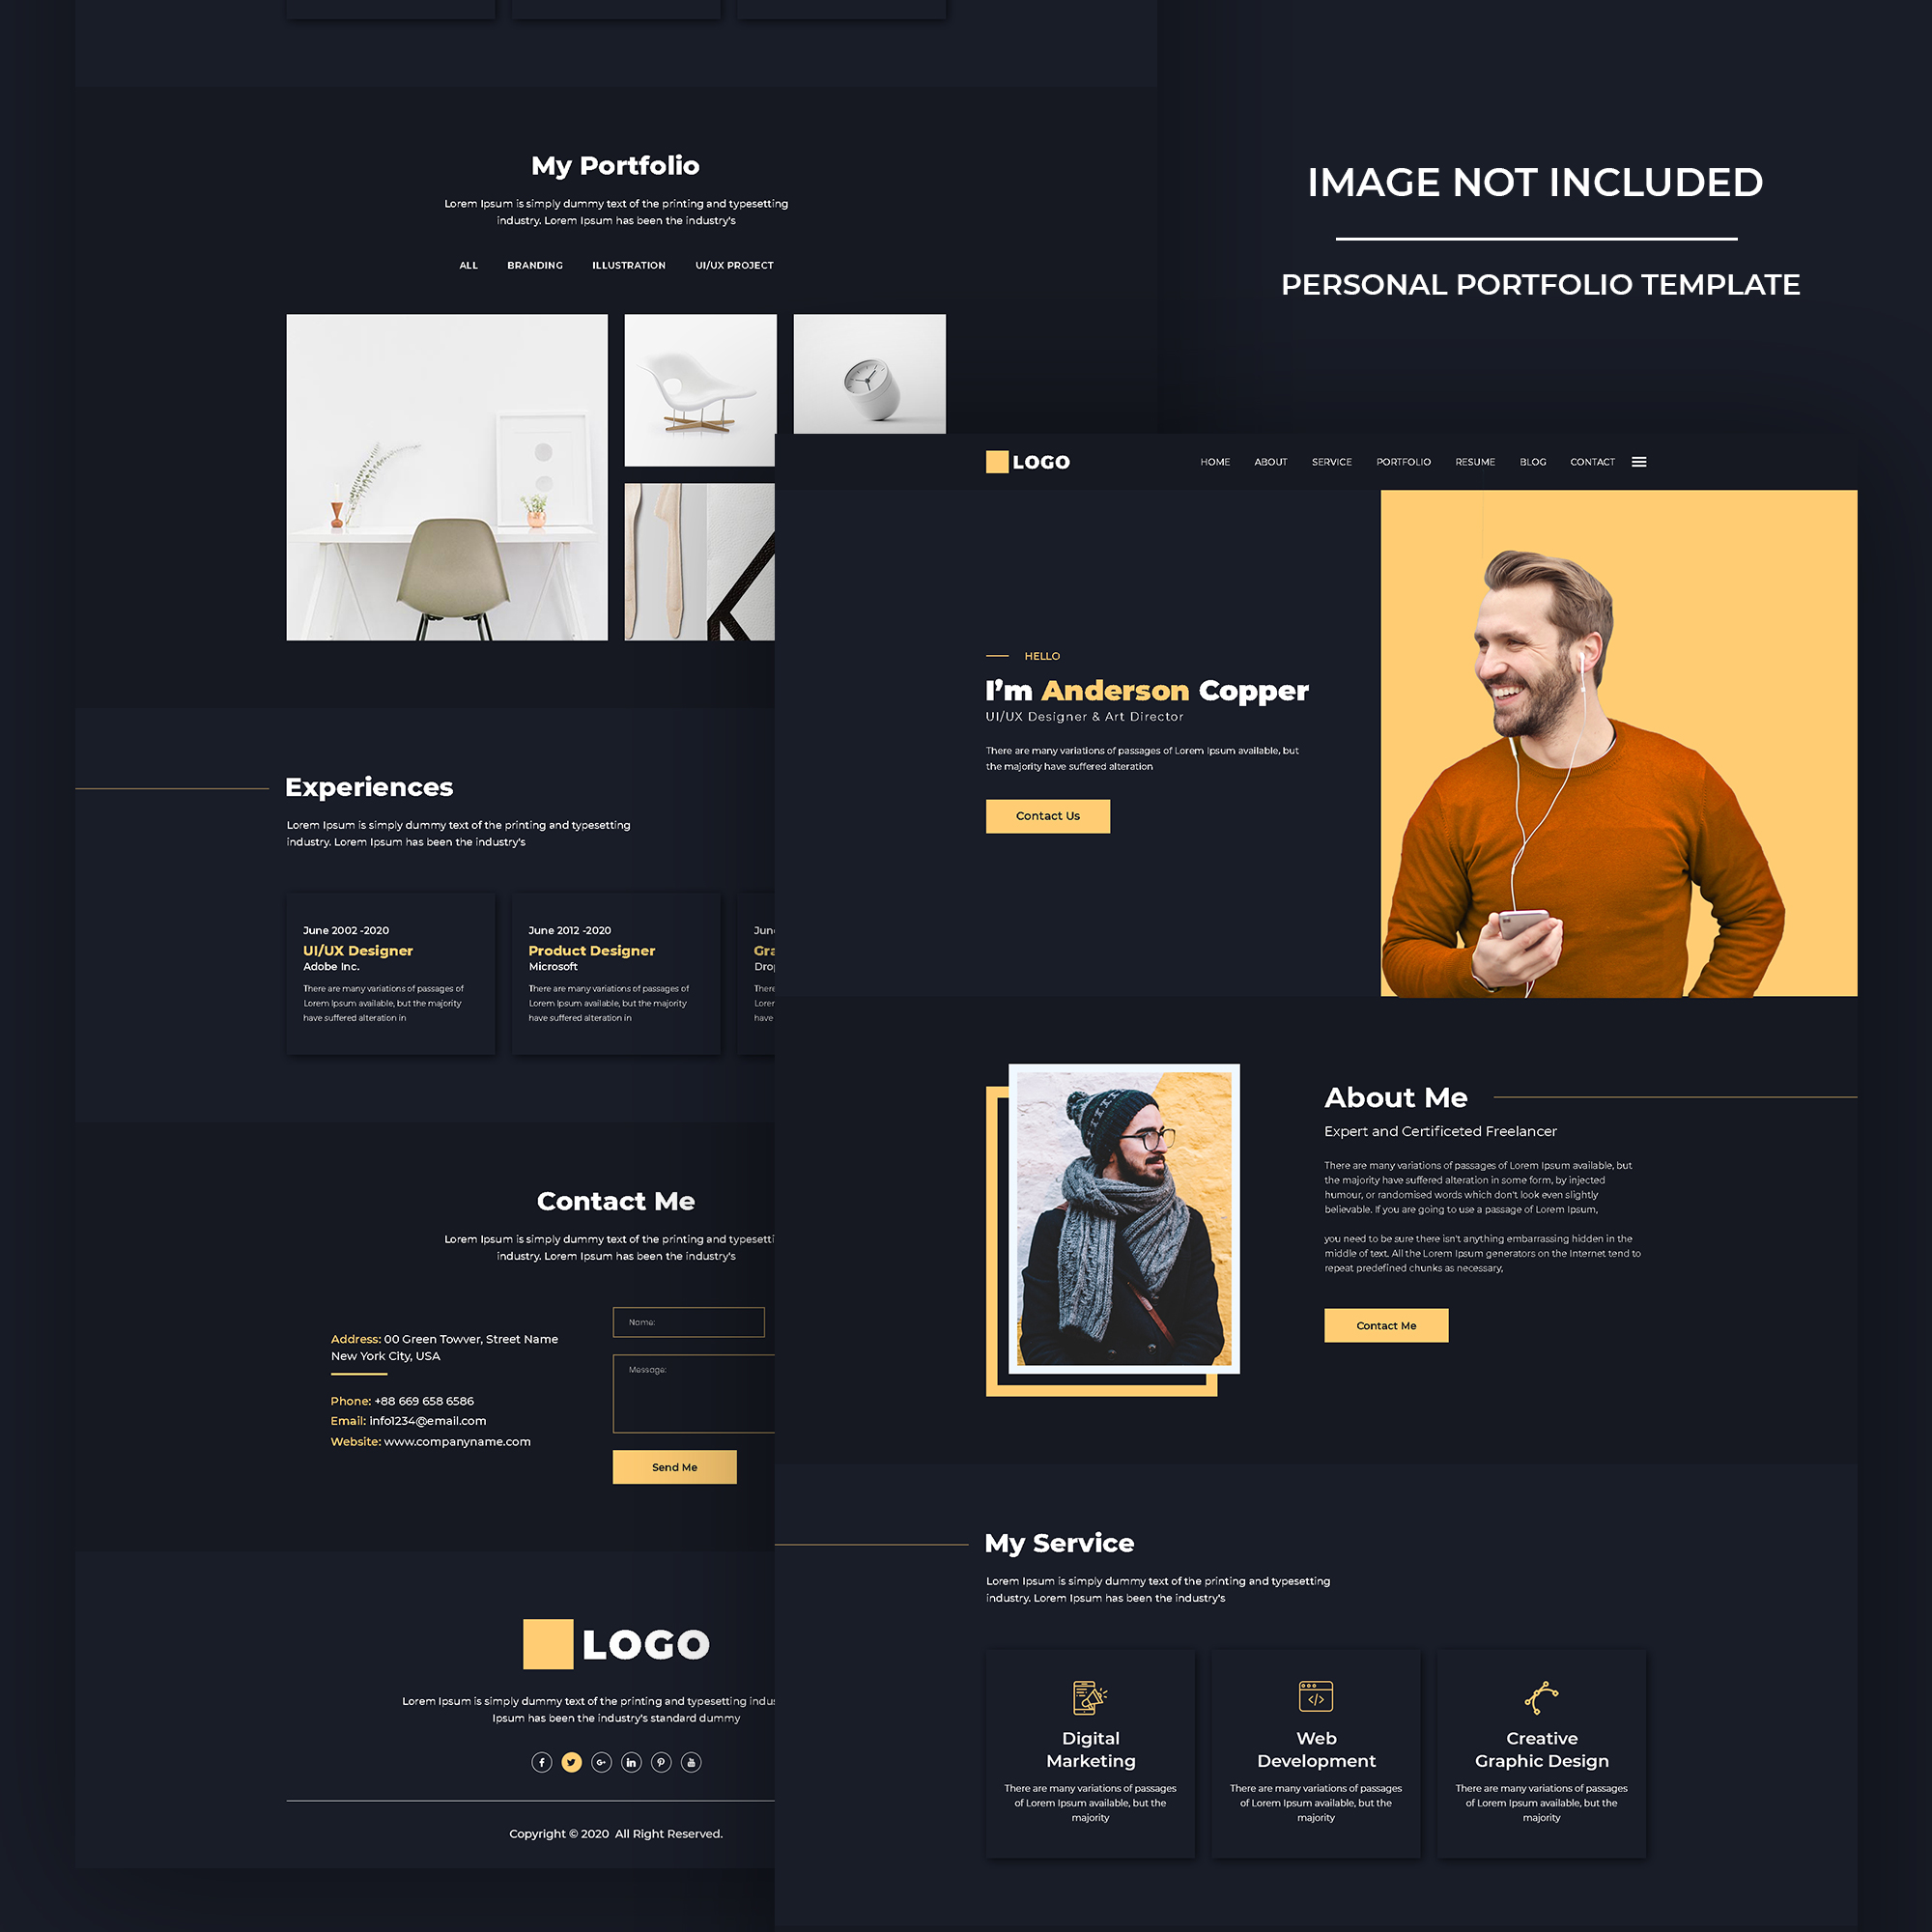 My Portfolio
Lorem Ipsum is simply dummy text of the printing and typesetting
industry. Lorem Ipsum has been the industry's
ALL BRANDING ILLUSTRATION UI/UX PROJECT
Experiences
Lorem Ipsum is simply dummy text of the printing and typesetting
industry. Lorem Ipsum has been the industry's
June 2002 -2020
UI/UX Designer
Adobe Inc.
There are many variations of passages of
Lorem Ipsum available, but the majority
have suffered alteration in
June 2012 -2020
Product Designer
Microsoft
There are many variations of passages of
Lorem Ipsum available, but the majority
have suffered alteration in
Contact Me
Lorem Ipsum is simply dummy text of the printing and typesetti
industry. Lorem Ipsum has been the industry's
Address: 00 Green Towver, Street Name
New York City, USA
Phone: +88 669 658 6586
Email: info1234@email.com
Website: www.companyname.com
Name:
Message:
Send Me
LOGO
Lorem Ipsum is simply dummy text of the printing and typesetting indus
Ipsum has been the industry's standard dummy
Copyright © 2020 All Right Reserved.
IMAGE NOT INCLUDED
PERSONAL PORTFOLIO TEMPLATE
LOGO
HOME ABOUT SERVICE PORTFOLIO RESUME BLOG CONTACT
HELLO
I'm Anderson Copper
UI/UX Designer & Art Director
There are many variations of passages of Lorem Ipsum available, but
the majority have suffered alteration
Contact Us
About Me
Expert and Certificeted Freelancer
There are many variations of passages of Lorem Ipsum available, but
the majority have suffered alteration in some form, by injected
humour, or randomised words which don't look even slightly
believable. If you are going to use a passage of Lorem Ipsum,
you need to be sure there isn't anything embarrassing hidden in the
middle of text. All the Lorem Ipsum generators on the Internet tend to
repeat predefined chunks as necessary,
Contact Me
My Service
Lorem Ipsum is simply dummy text of the printing and typesetting
industry. Lorem Ipsum has been the industry's
Digital
Marketing
There are many variations of passages
of Lorem Ipsum available, but the
majority
Web
Development
There are many variations of passages
of Lorem Ipsum available, but the
majority
Creative
Graphic Design
There are many variations of passages
of Lorem Ipsum available, but the
majority